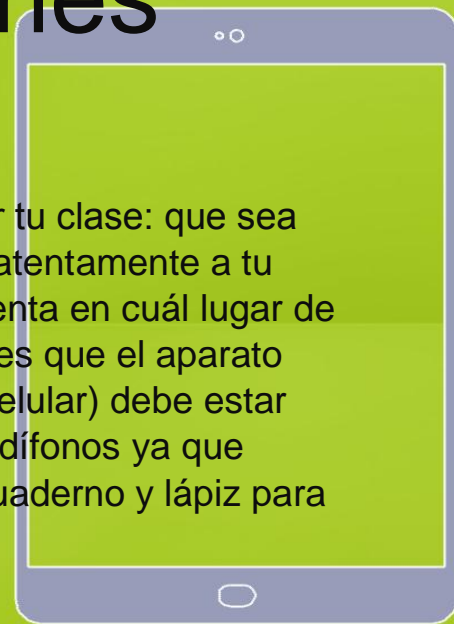 nes
r tu clase: que sea
atentamente a tu
enta en cuál lugar de
es que el aparato
elular) debe estar
dífonos ya que
uaderno y lápiz para